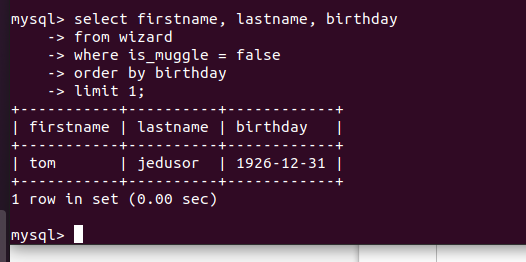 mysql> select firstname, lastname, birthday
    -> from wizard
    -> where is_muggle = false
    -> order by birthday
    -> limit 1;
+-----------+----------+------------+
| firstname | lastname | birthday   |
+-----------+----------+------------+
| tom       | jedusor  | 1926-12-31 |
+-----------+----------+------------+
1 row in set (0.00 sec)
mysql>